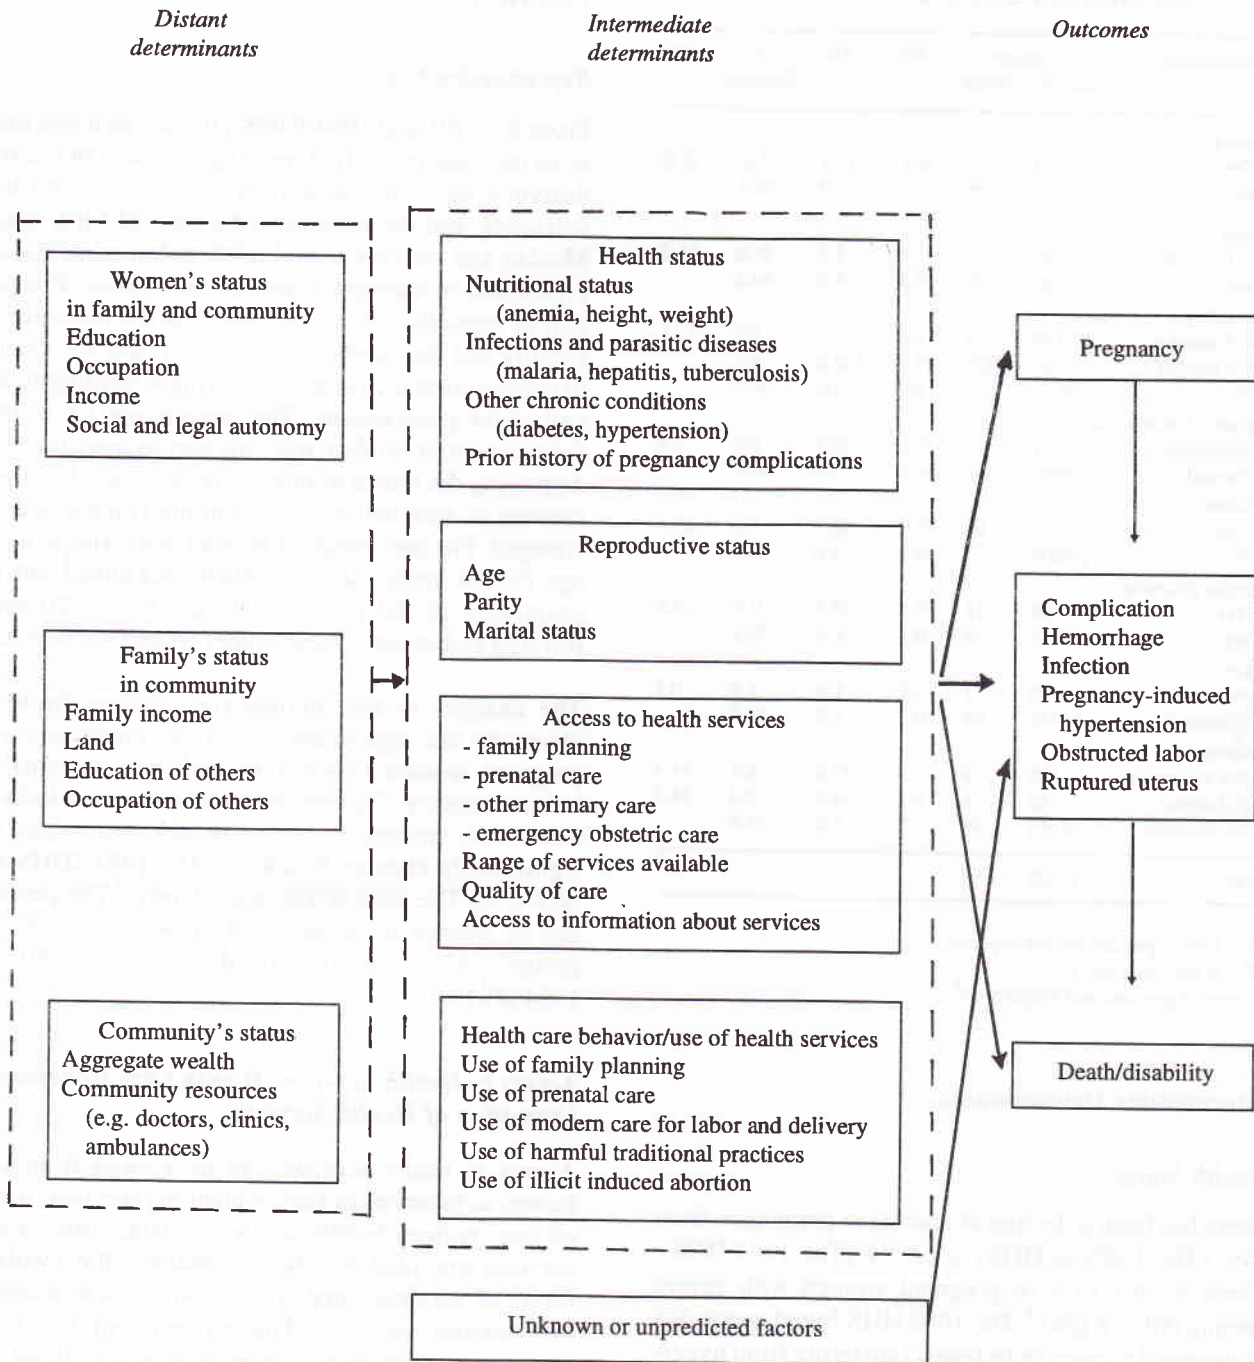 Distant
determinants
Intermediate
determinants
Outcomes
Women's status
in family and community
Education
Occupation
Income
Social and legal autonomy
Family's status
in community
Family income
Land
Education of others
Occupation of others
Community's status
Aggregate wealth
Community resources
(e.g. doctors, clinics,
ambulances)
Health status
Nutritional status
(anemia, height, weight)
Infections and parasitic diseases
(malaria, hepatitis, tuberculosis)
Other chronic conditions
(diabetes, hypertension)
Prior history of pregnancy complications
Reproductive status
Age
Parity
Marital status
Access to health services
- family planning
- prenatal care
- other primary care
- emergency obstetric care
Range of services available
Quality of care
Access to information about services
Health care behavior/use of health services
Use of family planning
Use of prenatal care
Use of modern care for labor and delivery
Use of harmful traditional practices
Use of illicit induced abortion
Unknown or unpredicted factors
Pregnancy
Complication
Hemorrhage
Infection
Pregnancy-induced
hypertension
Obstructed labor
Ruptured uterus
Death/disability